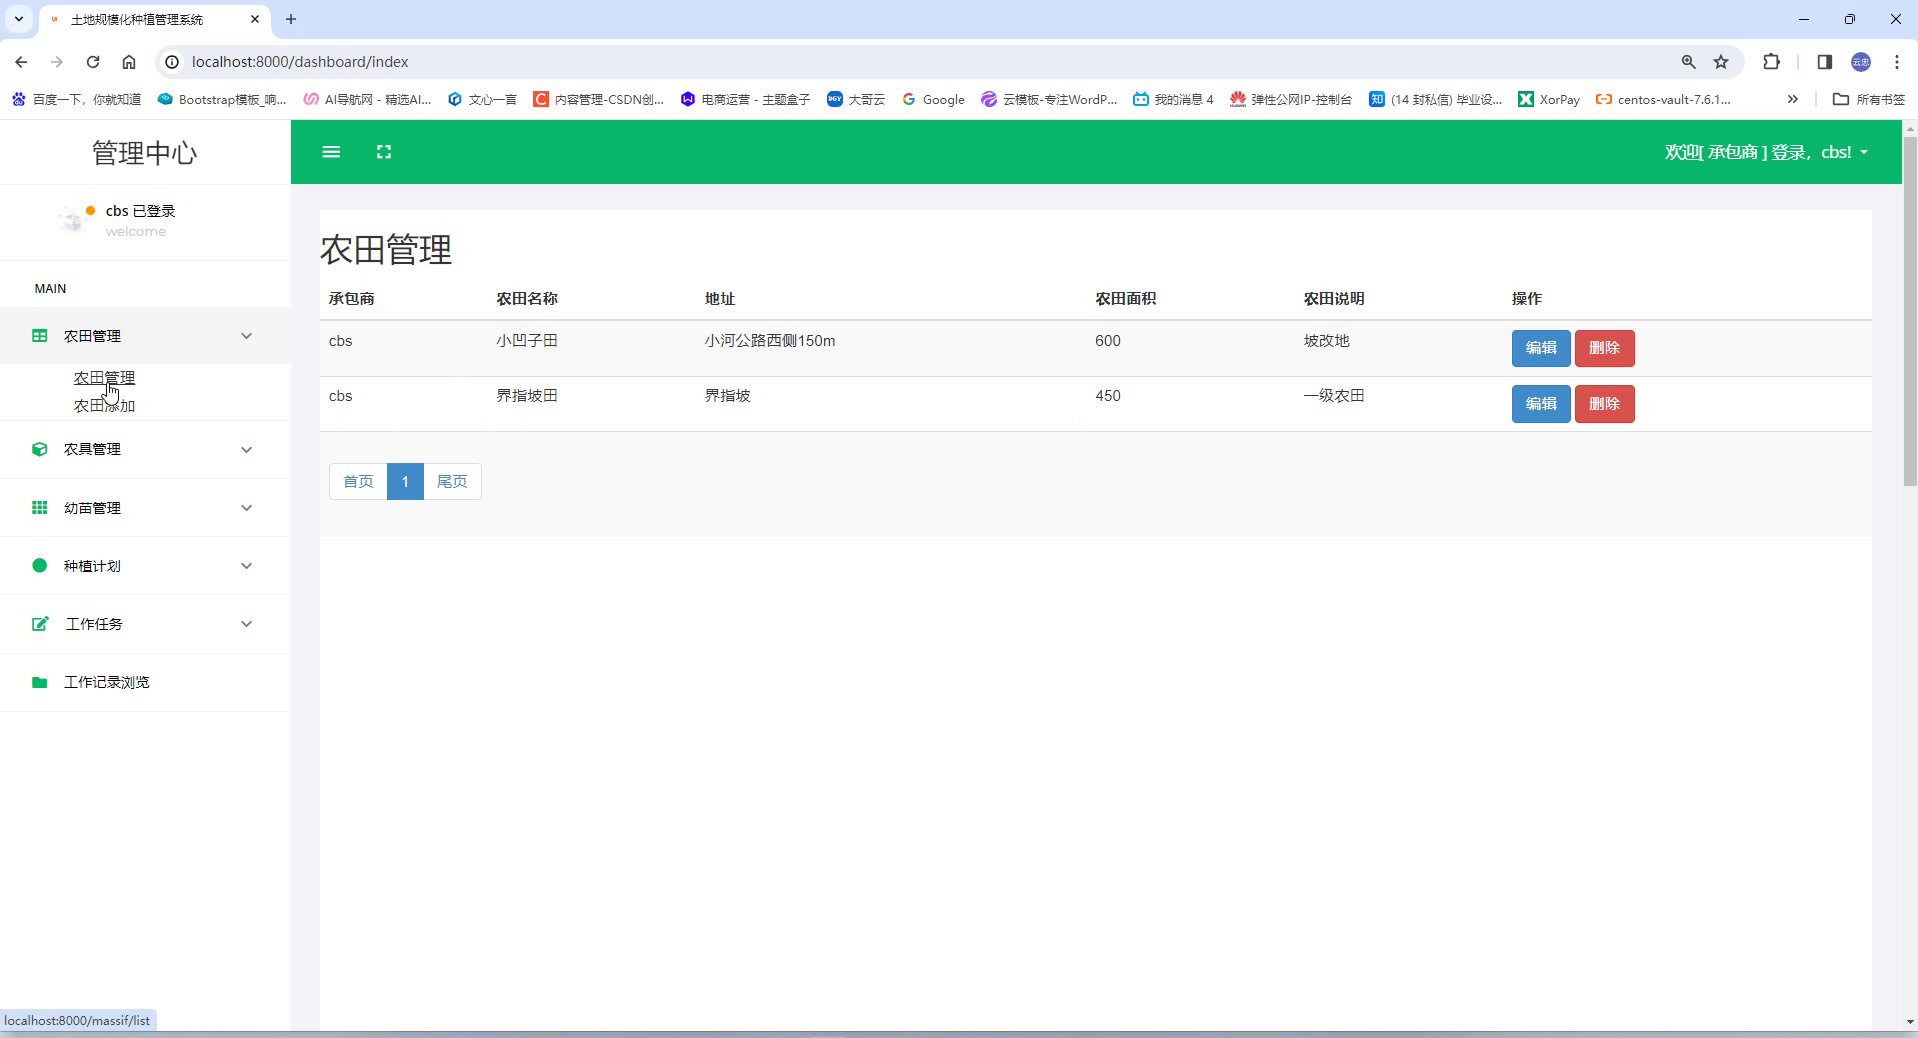 土地规模化种植管理系统
localhost:8000/dashboard/index
百度一下，你就知道 Bootstrap模板_响... AI导航网 - 精选AI... 文心一言 内容管理-CSDN创... 电商运营 - 主题盒子 大哥云 Google 云模板-专注WordP... 我的消息 4 弹性公网IP-控制台 (14 封私信) 毕业设... XorPay centos-vault-7.6.1... 所有书签
管理中心
欢迎[ 承包商 ] 登录，cbs!
cbs 已登录
welcome
MAIN
农田管理
农田管理
农田添加
农具管理
幼苗管理
种植计划
工作任务
工作记录浏览
农田管理
承包商 农田名称 地址 农田面积 农田说明 操作
cbs 小凹子田 小河公路西侧150m 600 坡改地 编辑 删除
cbs 界指坡田 界指坡 450 一级农田 编辑 删除
首页 1 尾页
localhost:8000/massif/list